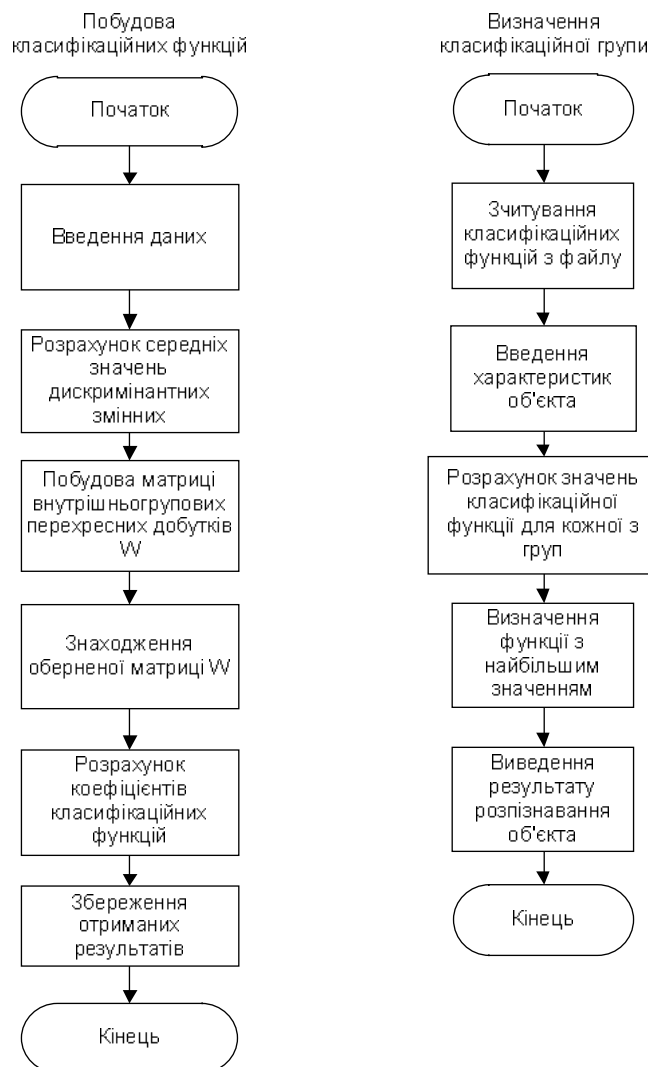 Побудова
класифікаційних функцій
Початок
Введення даних
Розрахунок середніх
значень
дискримінантних
змінних
Побудова матриці
внутрішньогрупових
перехресних добутків
W
Знаходження
оберненої матриці W
Розрахунок
коефіцієнтів
класифікаційних
функцій
Збереження
отриманих
результатів
Кінець
Визначення
класифікаційної групи
Початок
Зчитування
класифікаційних
функцій з файлу
Введення
характеристик
об'єкта
Розрахунок значень
класифікаційної
функції для кожної з
груп
Визначення
функції з
найбільшим
значенням
Виведення
результату
розпізнавання
об'єкта
Кінець